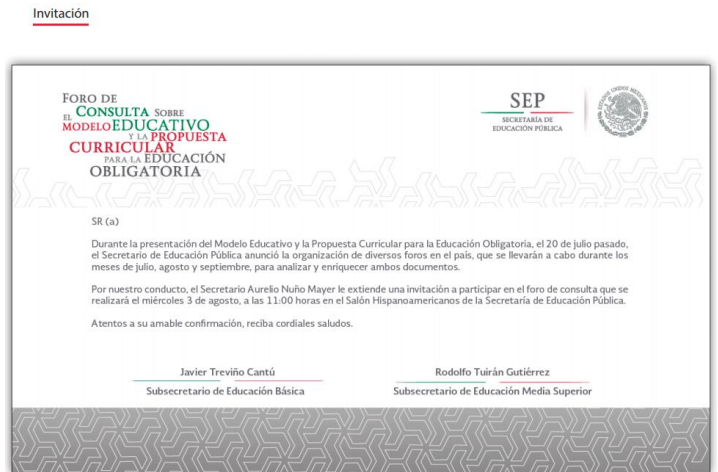 Invitación
FORO DE
EL CONSULTA SOBRE
MODELO EDUCATIVO
Y LA PROPUESTA
CURRICULAR
PARA LA EDUCACIÓN
OBLIGATORIA
SEP
SECRETARÍA DE
EDUCACIÓN PÚBLICA
ESTADOS UNIDOS MEXICANOS
SR (a)
Durante la presentación del Modelo Educativo y la Propuesta Curricular para la Educación Obligatoria, el 20 de julio pasado,
el Secretario de Educación Pública anunció la organización de diversos foros en el país, que se llevarán a cabo durante los
meses de julio, agosto y septiembre, para analizar y enriquecer ambos documentos.
Por nuestro conducto, el Secretario Aurelio Nuño Mayer le extiende una invitación a participar en el foro de consulta que se
realizará el miércoles 3 de agosto, a las 11:00 horas en el Salón Hispanoamericanos de la Secretaría de Educación Pública.
Atentos a su amable confirmación, reciba cordiales saludos.
Javier Treviño Cantú
Subsecretario de Educación Básica
Rodolfo Tuirán Gutiérrez
Subsecretario de Educación Media Superior